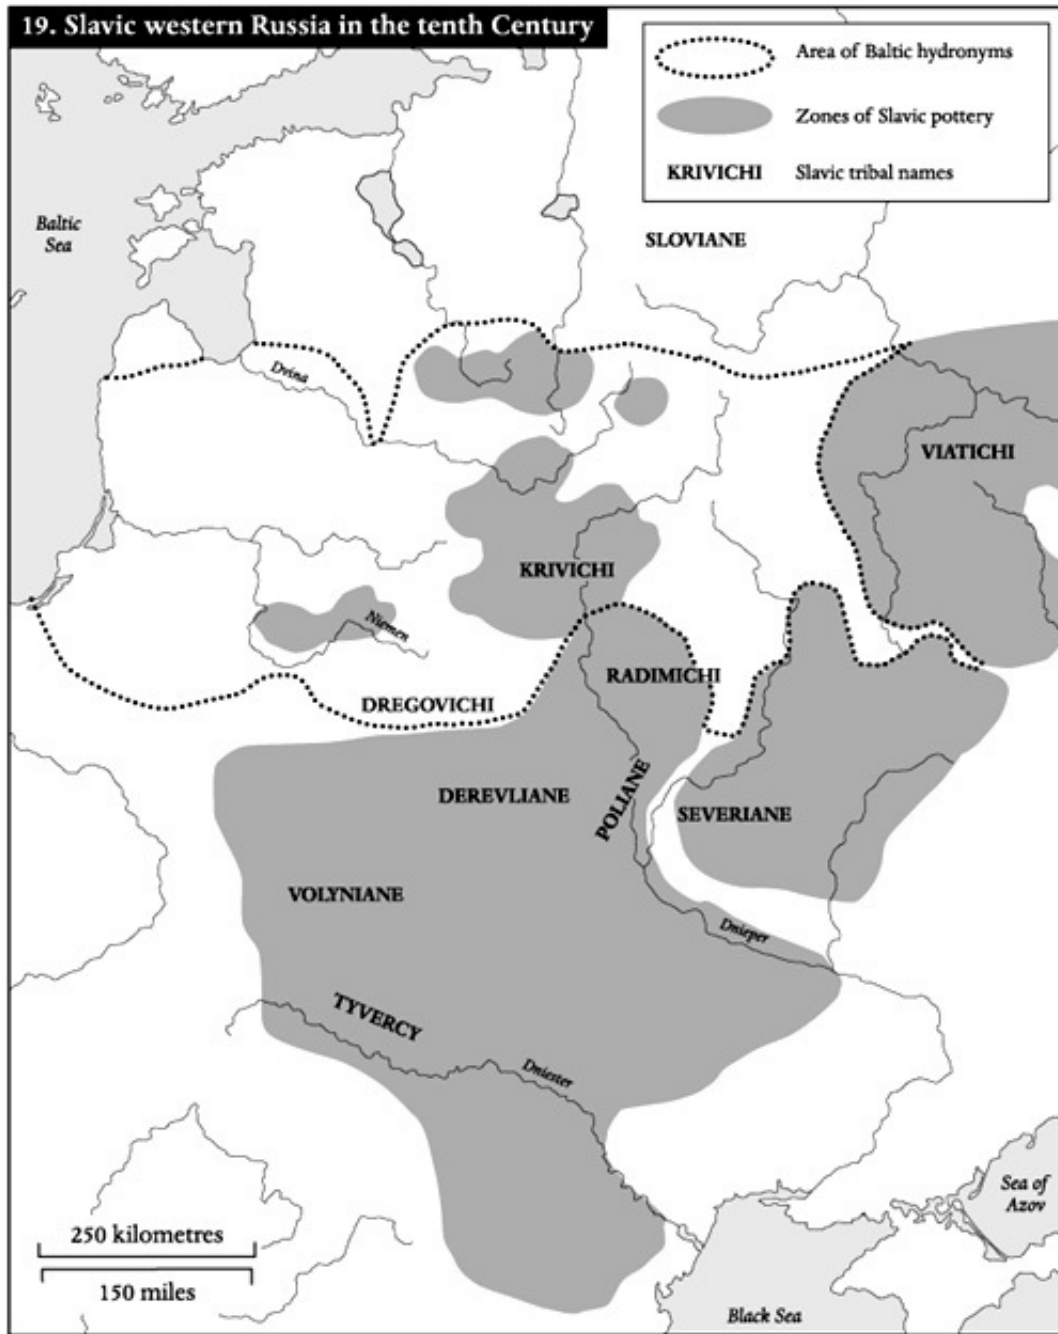 19. Slavic western Russia in the tenth Century
Area of Baltic hydronyms
Zones of Slavic pottery
KRIVICHI Slavic tribal names
Baltic
Sea
SLOVIANE
Dvina
VIATICHI
KRIVICHI
Niemen
RADIMICHI
DREGOVICHI
DEREVLIANE
POLIANE
SEVERIANE
VOLYNIANE
Dnieper
TYVERCY
Dniester
Sea of
Azov
250 kilometres
150 miles
Black Sea